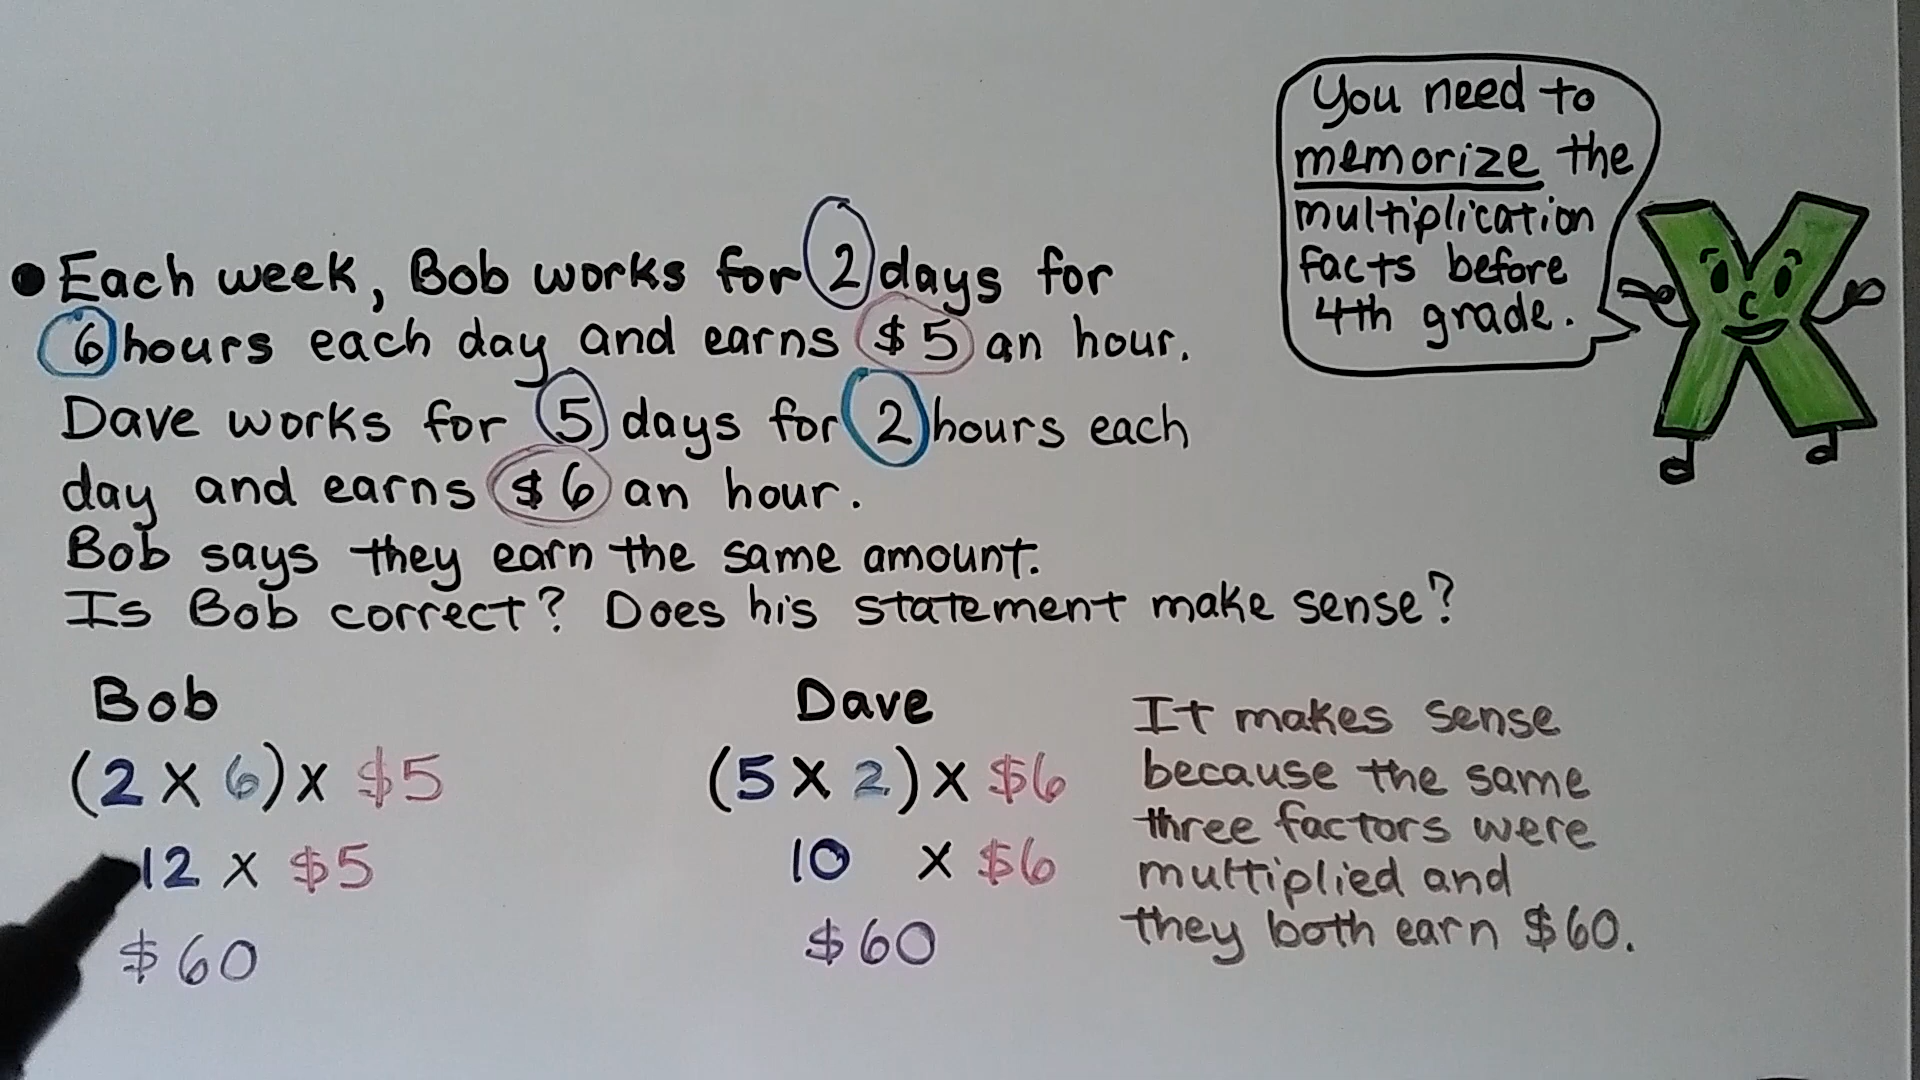 You need to
memorize the
multiplication
facts before
4th grade.
• Each week, Bob works for 2 days for
6 hours each day and earns $5 an hour.
Dave works for 5 days for 2 hours each
day and earns $6 an hour.
Bob says they earn the same amount.
Is Bob correct? Does his statement make sense?
Bob
(2 x 6) x $5
12 x $5
$60
Dave
(5 x 2) x $6
10 x $6
$60
It makes sense
because the same
three factors were
multiplied and
they both earn $60.